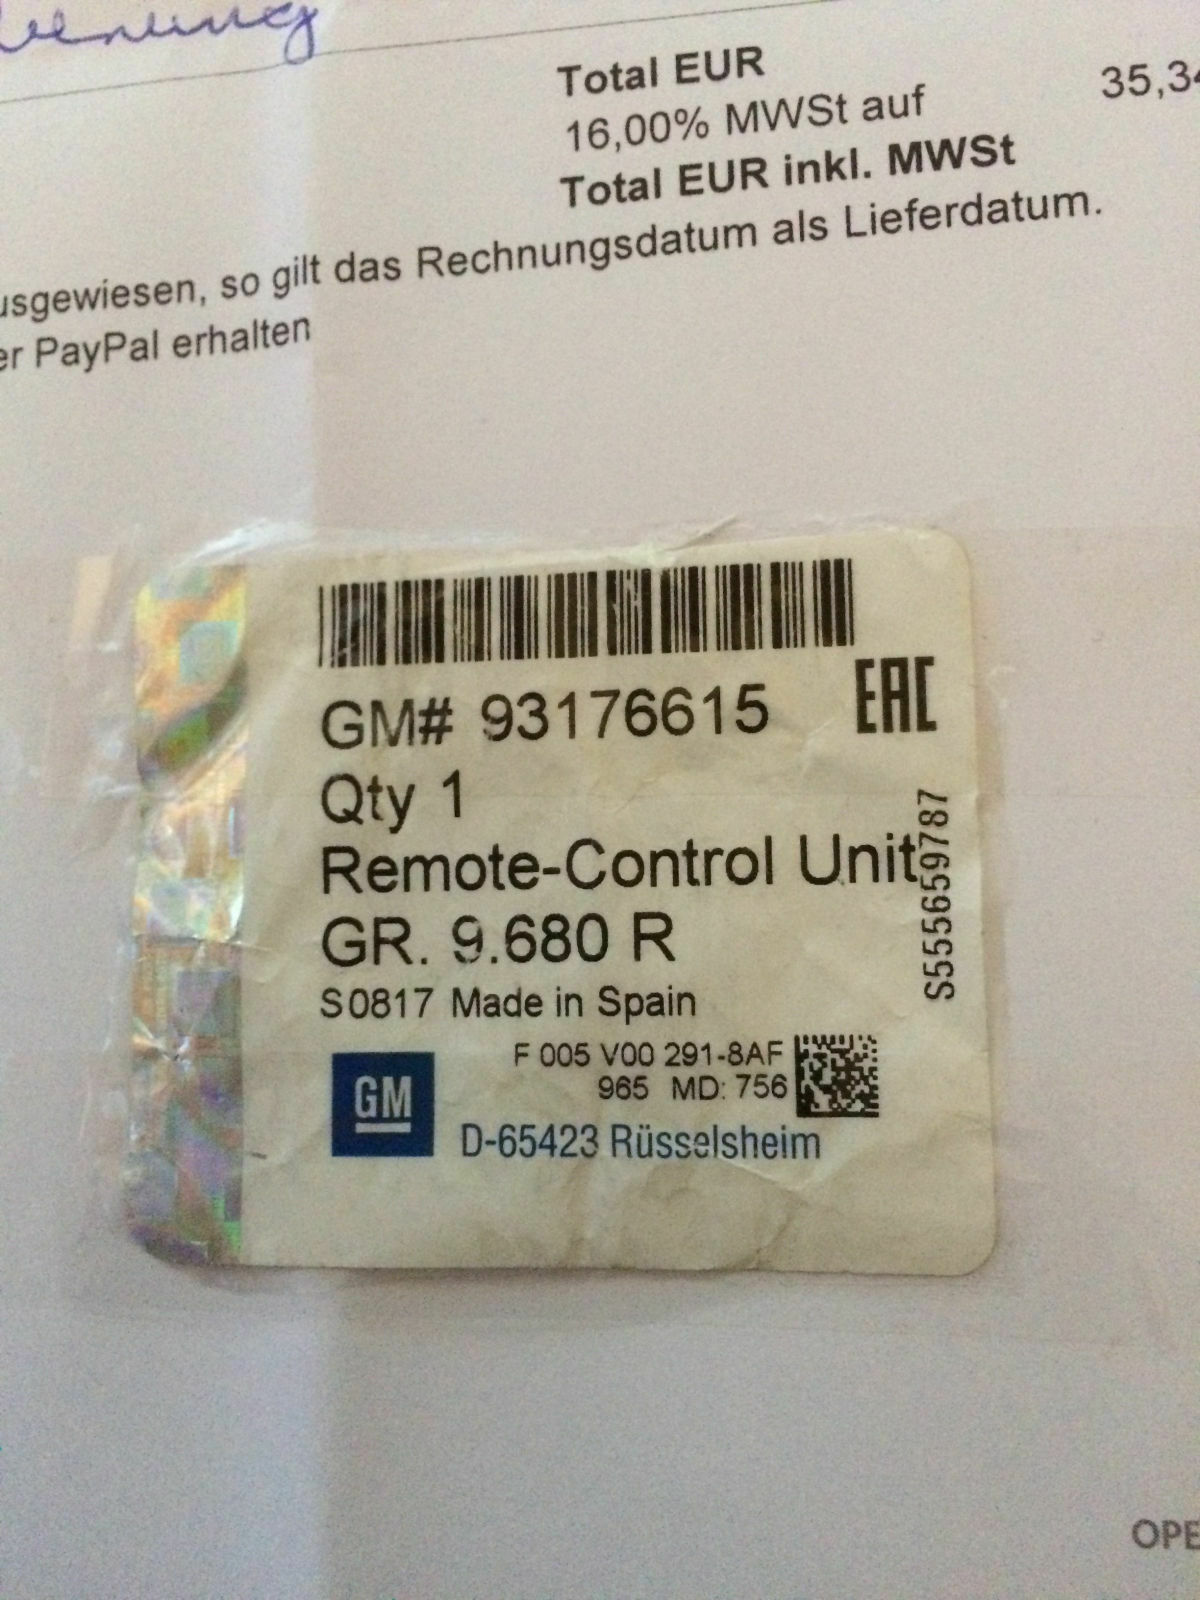 Total EUR
16,00% MWSt auf 35,34
Total EUR inkl. MWSt
usgewiesen, so gilt das Rechnungsdatum als Lieferdatum.
er PayPal erhalten
GM# 93176615
EAC
Qty 1
Remote-Control Unit
GR. 9.680 R
S0817 Made in Spain
S555659787
F 005 V00 291-8AF
965 MD: 756
GM
D-65423 Rüsselsheim
OPE